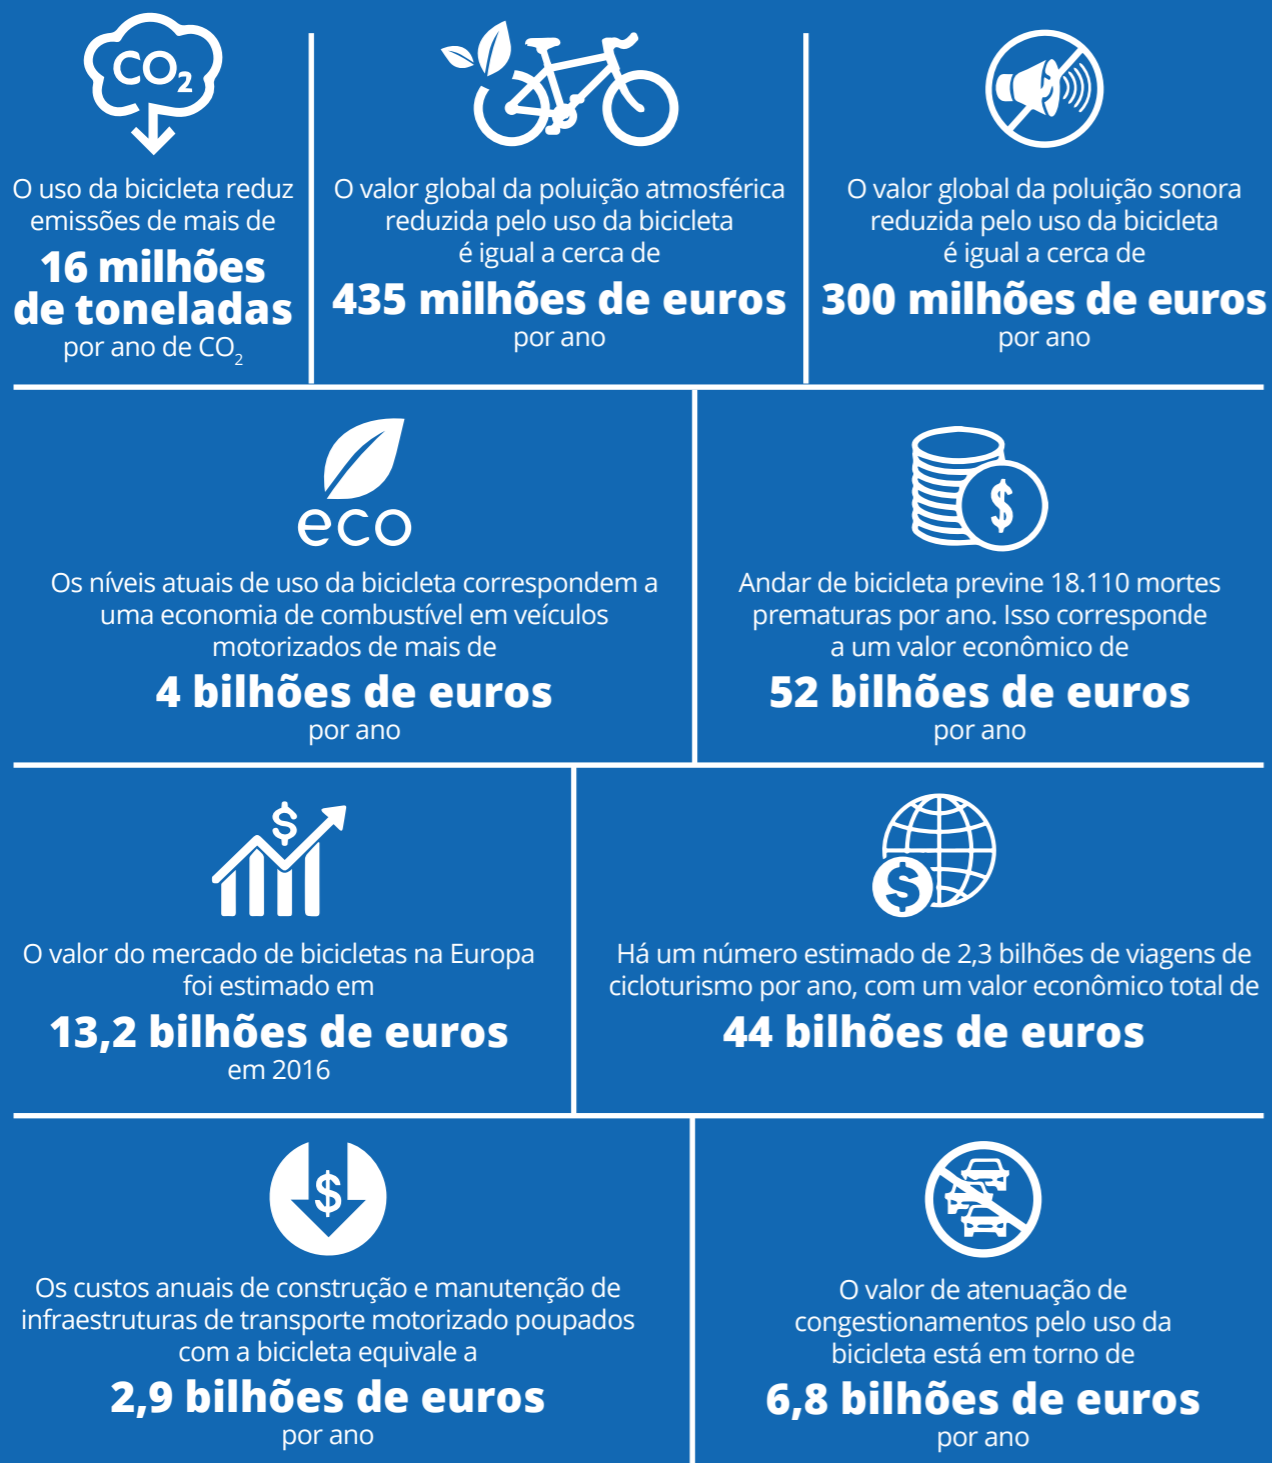 CO2
O uso da bicicleta reduz
emissões de mais de
16 milhões
de toneladas
por ano de CO2
O valor global da poluição atmosférica
reduzida pelo uso da bicicleta
é igual a cerca de
435 milhões de euros
por ano
O valor global da poluição sonora
reduzida pelo uso da bicicleta
é igual a cerca de
300 milhões de euros
por ano
eco
Os níveis atuais de uso da bicicleta correspondem a
uma economia de combustível em veículos
motorizados de mais de
4 bilhões de euros
por ano
$
Andar de bicicleta previne 18.110 mortes
prematuras por ano. Isso corresponde
a um valor econômico de
52 bilhões de euros
por ano
$
O valor do mercado de bicicletas na Europa
foi estimado em
13,2 bilhões de euros
em 2016
$
Há um número estimado de 2,3 bilhões de viagens de
cicloturismo por ano, com um valor econômico total de
44 bilhões de euros
$
Os custos anuais de construção e manutenção de
infraestruturas de transporte motorizado poupados
com a bicicleta equivale a
2,9 bilhões de euros
por ano
O valor de atenuação de
congestionamentos pelo uso da
bicicleta está em torno de
6,8 bilhões de euros
por ano